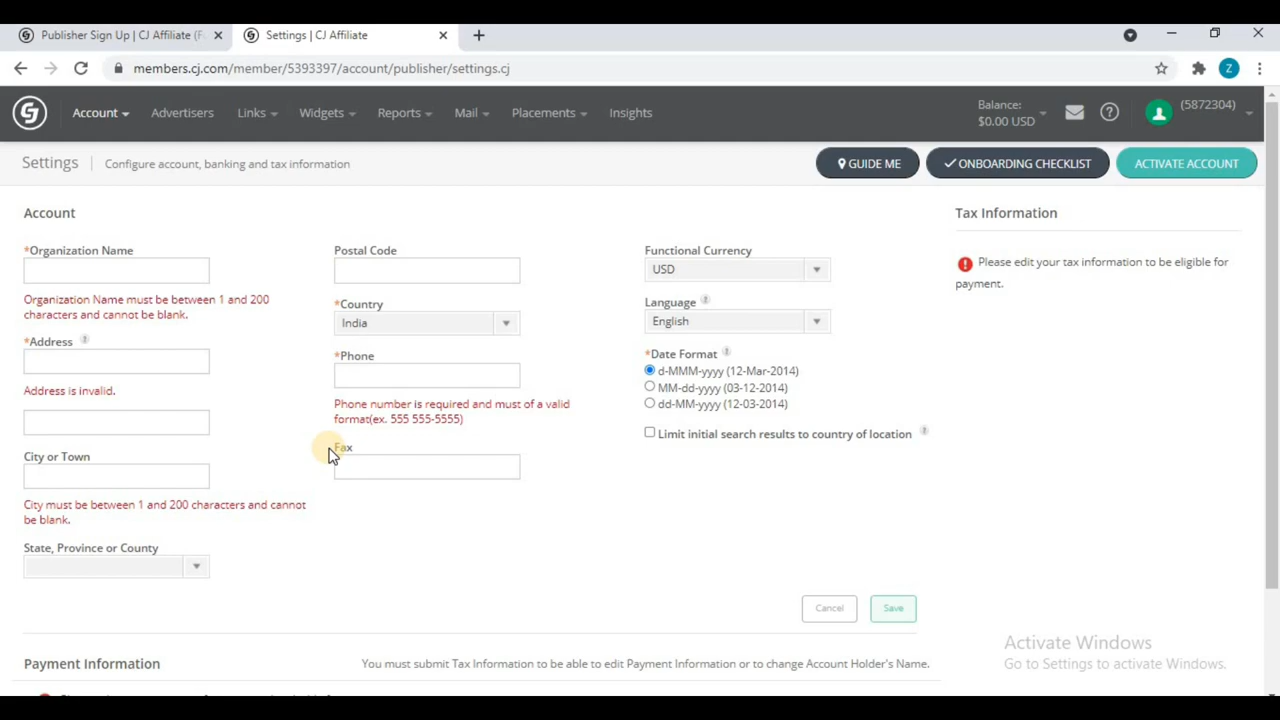 Publisher Sign Up | CJ Affiliate (F
Settings | CJ Affiliate
members.cj.com/member/5393397/account/publisher/settings.cj
Z
Account
Advertisers
Links
Widgets
Reports
Mail
Placements
Insights
Balance:
$0.00 USD
(5872304)
Settings
Configure account, banking and tax information
GUIDE ME
ONBOARDING CHECKLIST
ACTIVATE ACCOUNT
Account
*Organization Name
Organization Name must be between 1 and 200
characters and cannot be blank.
*Address
Address is invalid.
City or Town
City must be between 1 and 200 characters and cannot
be blank.
State, Province or County
Postal Code
*Country
India
*Phone
Phone number is required and must of a valid
format(ex. 555 555-5555)
Fax
Functional Currency
USD
Language
English
*Date Format
d-MMM-yyyy (12-Mar-2014)
MM-dd-yyyy (03-12-2014)
dd-MM-yyyy (12-03-2014)
Limit initial search results to country of location
Tax Information
Please edit your tax information to be eligible for
payment.
Cancel
Save
Activate Windows
Go to Settings to activate Windows.
Payment Information
You must submit Tax Information to be able to edit Payment Information or to change Account Holder's Name.